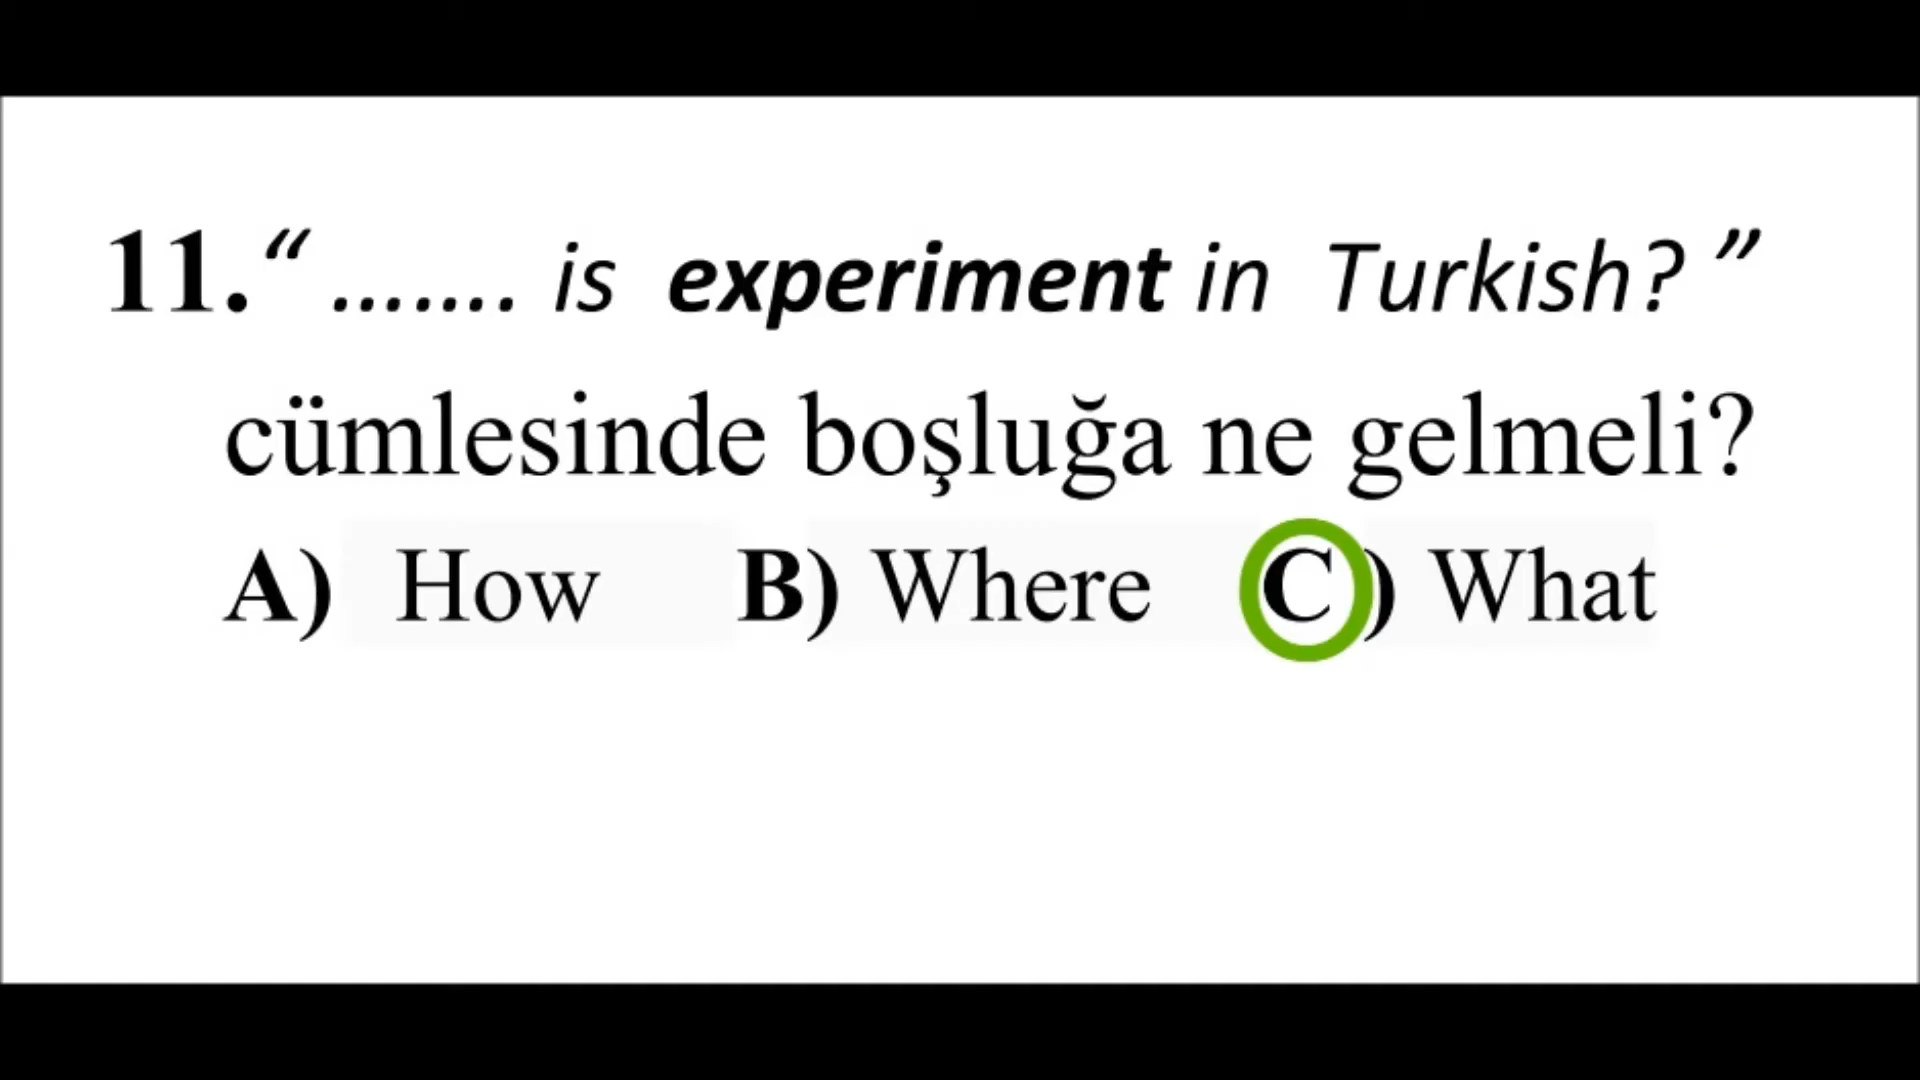 11.“ ……. is experiment in Turkish? ”
cümlesinde boşluğa ne gelmeli?
A) How B) Where C) What